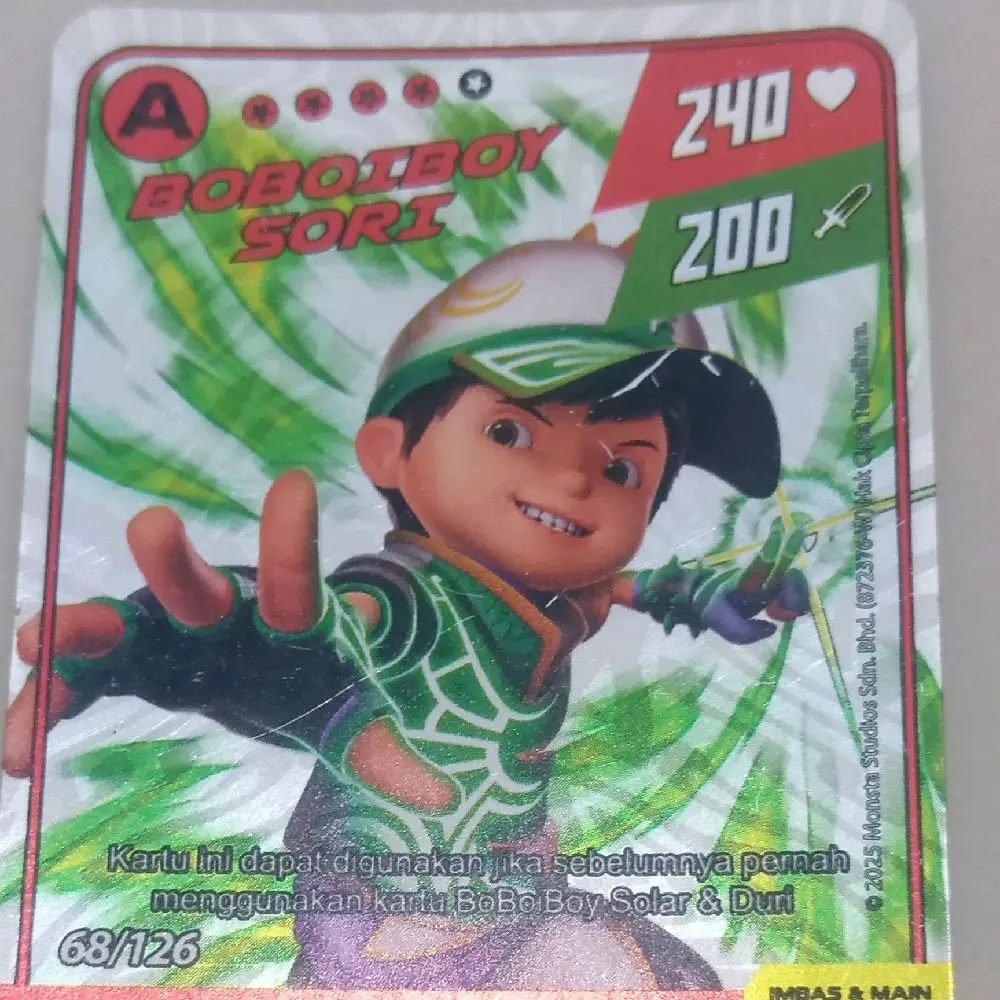 A
240
BOBOIBOY
SORI
200
© 2025 Monsta Studios Sdn. Bhd. (872376-W) Hak Cipta Terpelihara.
Kartu ini dapat digunakan jika sebelumnya pernah
menggunakan kartu BoBoiBoy Solar & Duri
68/126
IMBAS & MAIN